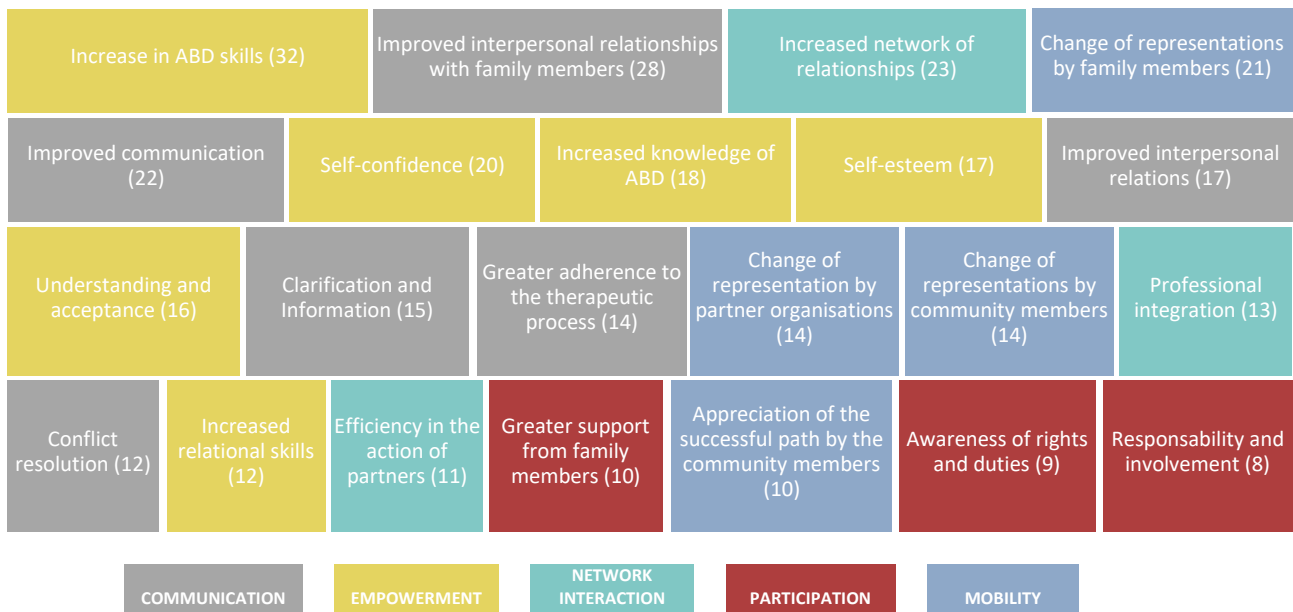 Increase in ABD skills (32)
Improved interpersonal relationships
with family members (28)
Increased network of
relationships (23)
Change of representations
by family members (21)
Improved communication
(22)
Self-confidence (20)
Increased knowledge of
ABD (18)
Self-esteem (17)
Improved interpersonal
relations (17)
Understanding and
acceptance (16)
Clarification and
Information (15)
Greater adherence to
the therapeutic
process (14)
Change of
representation by
partner organisations
(14)
Change of
representations by
community members
(14)
Professional
integration (13)
Conflict
resolution (12)
Increased
relational skills
(12)
Efficiency in the
action of
partners (11)
Greater support
from family
members (10)
Appreciation of the
successful path by the
community members
(10)
Awareness of rights
and duties (9)
Responsability and
involvement (8)
COMMUNICATION
EMPOWERMENT
NETWORK
INTERACTION
PARTICIPATION
MOBILITY